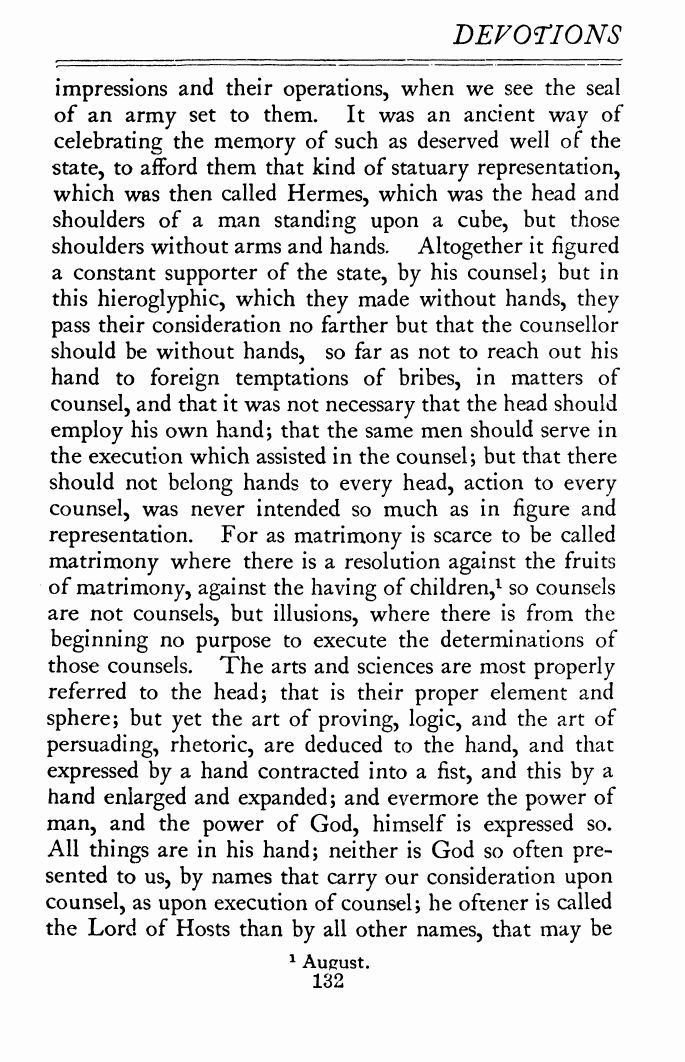 DEVOTIONS
impressions and their operations, when we see the seal
of an army set to them. It was an ancient way of
celebrating the memory of such as deserved well of the
state, to afford them that kind of statuary representation,
which was then called Hermes, which was the head and
shoulders of a man standing upon a cube, but those
shoulders without arms and hands. Altogether it figured
a constant supporter of the state, by his counsel; but in
this hieroglyphic, which they made without hands, they
pass their consideration no farther but that the counsellor
should be without hands, so far as not to reach out his
hand to foreign temptations of bribes, in matters of
counsel, and that it was not necessary that the head should
employ his own hand; that the same men should serve in
the execution which assisted in the counsel; but that there
should not belong hands to every head, action to every
counsel, was never intended so much as in figure and
representation. For as matrimony is scarce to be called
matrimony where there is a resolution against the fruits
of matrimony, against the having of children,¹ so counsels
are not counsels, but illusions, where there is from the
beginning no purpose to execute the determinations of
those counsels. The arts and sciences are most properly
referred to the head; that is their proper element and
sphere; but yet the art of proving, logic, and the art of
persuading, rhetoric, are deduced to the hand, and that
expressed by a hand contracted into a fist, and this by a
hand enlarged and expanded; and evermore the power of
man, and the power of God, himself is expressed so.
All things are in his hand; neither is God so often pre-
sented to us, by names that carry our consideration upon
counsel, as upon execution of counsel; he oftener is called
the Lord of Hosts than by all other names, that may be
¹ August.
132